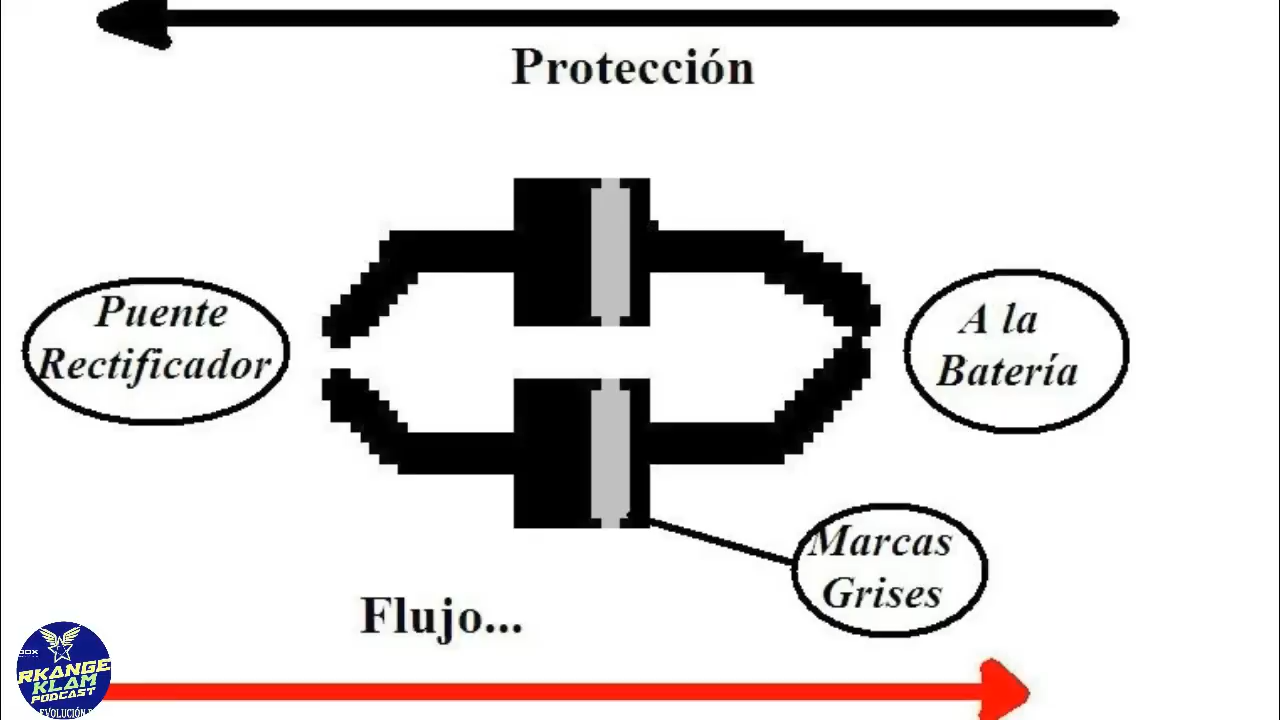 Protección
Puente
Rectificador
A la
Batería
Marcas
Grises
Flujo...
RKANGE
KLAM
PODCAST